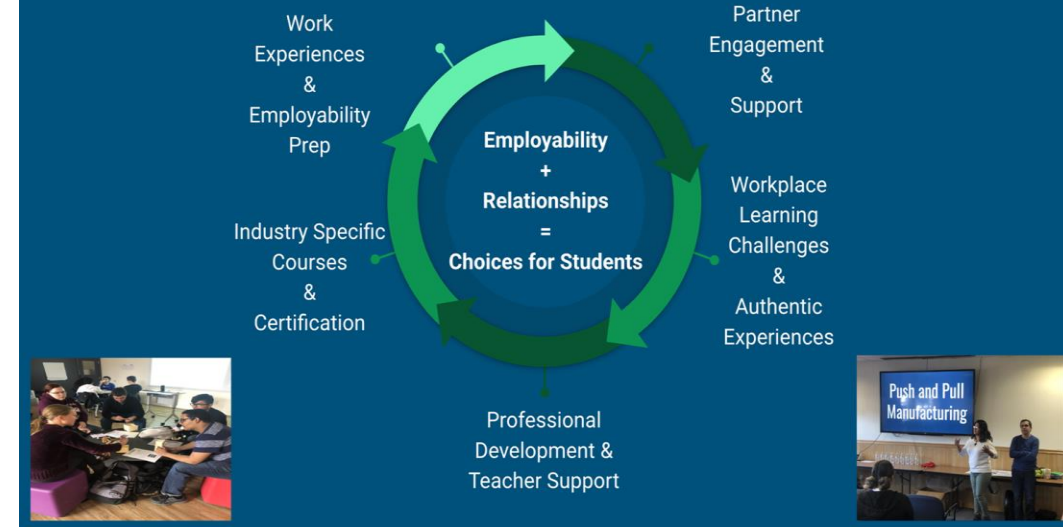 Work
Experiences
&
Employability
Prep
Partner
Engagement
&
Support
Employability
+
Relationships
=
Choices for Students
Workplace
Learning
Challenges
&
Authentic
Experiences
Industry Specific
Courses
&
Certification
Professional
Development &
Teacher Support
Push and Pull
Manufacturing